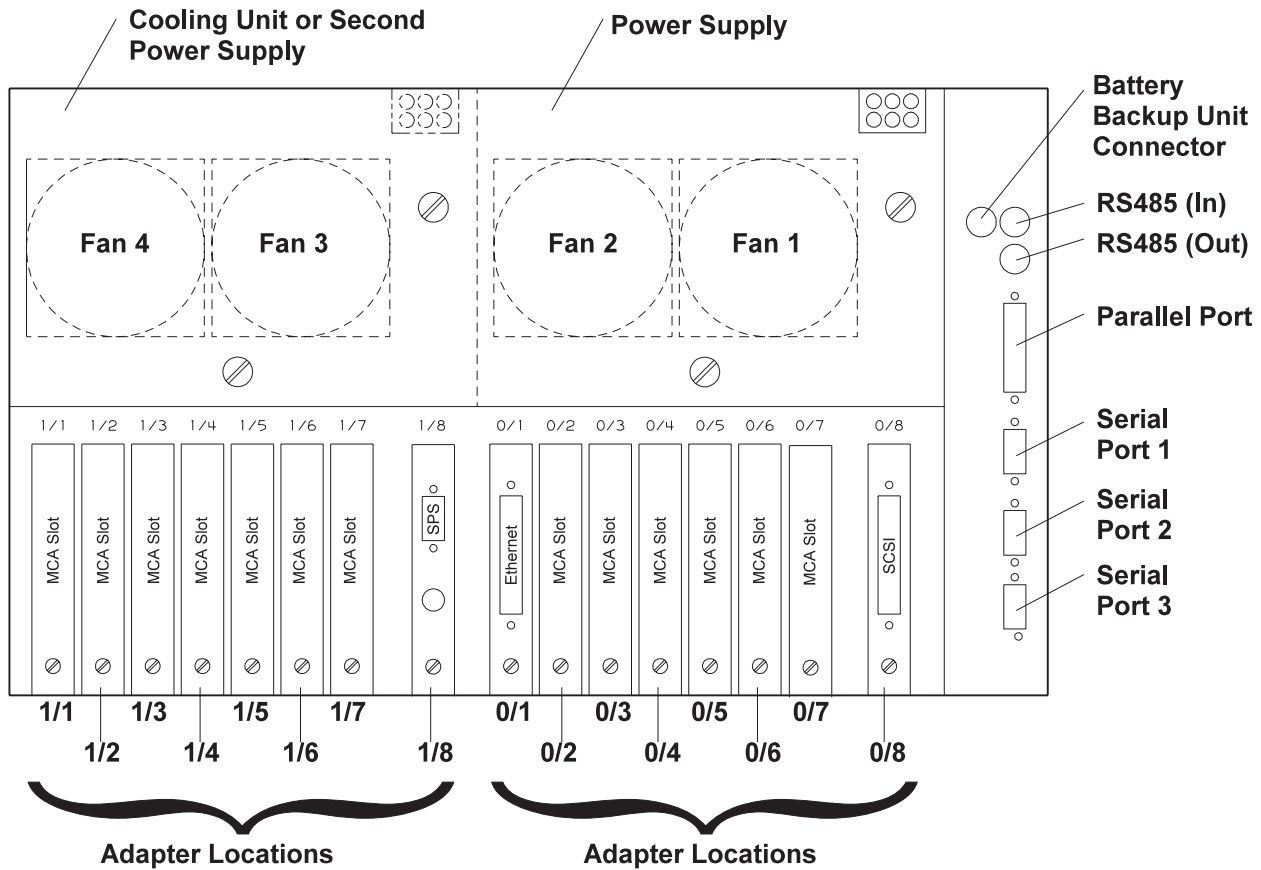 Cooling Unit or Second
Power Supply
Power Supply
Battery
Backup Unit
Connector
RS485 (In)
RS485 (Out)
Parallel Port
Serial
Port 1
Serial
Port 2
Serial
Port 3
Fan 4
Fan 3
Fan 2
Fan 1
1/1 1/2 1/3 1/4 1/5 1/6 1/7 1/8 0/1 0/2 0/3 0/4 0/5 0/6 0/7 0/8
MCA Slot
MCA Slot
MCA Slot
MCA Slot
MCA Slot
MCA Slot
MCA Slot
SPS
Ethernet
MCA Slot
MCA Slot
MCA Slot
MCA Slot
MCA Slot
MCA Slot
SCSI
1/1 1/3 1/5 1/7 0/1 0/3 0/5 0/7
1/2 1/4 1/6 1/8 0/2 0/4 0/6 0/8
Adapter Locations
Adapter Locations